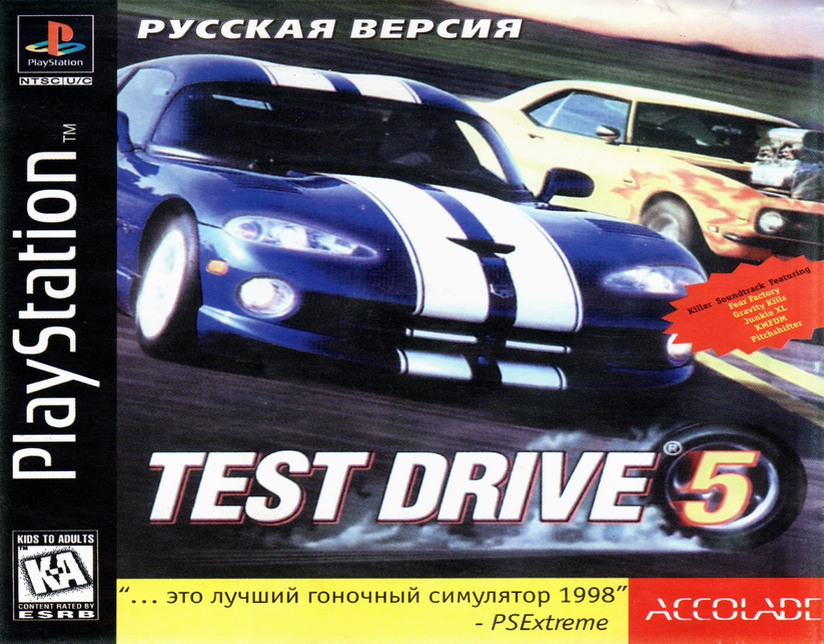 PlayStation
NTSC U/C
РУССКАЯ ВЕРСИЯ
PlayStation™
Killer Soundtrack Featuring
Fear Factory
Gravity Kills
Junkie XL
KMFDM
Pitchshifter
TEST DRIVE® 5
KIDS TO ADULTS
K-A
CONTENT RATED BY
ESRB
“... это лучший гоночный симулятор 1998”
- PSExtreme
ACCOLADE